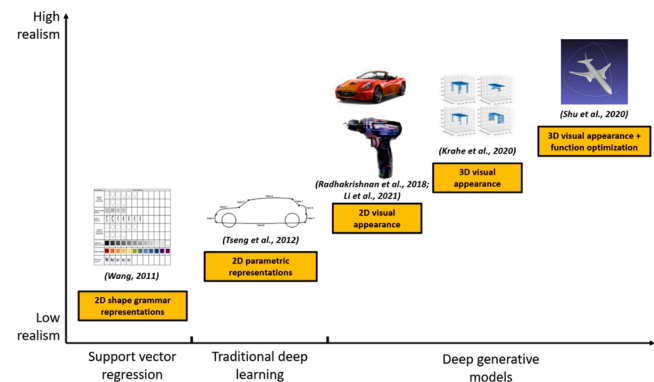 High
realism
(Shu et al., 2020)
3D visual appearance +
function optimization
(Krahe et al., 2020)
3D visual
appearance
(Radhakrishnan et al., 2018;
Li et al., 2021)
2D visual
appearance
(Tseng et al., 2012)
2D parametric
representations
(Wang, 2011)
2D shape grammar
representations
Low
realism
Support vector
regression
Traditional deep
learning
Deep generative
models